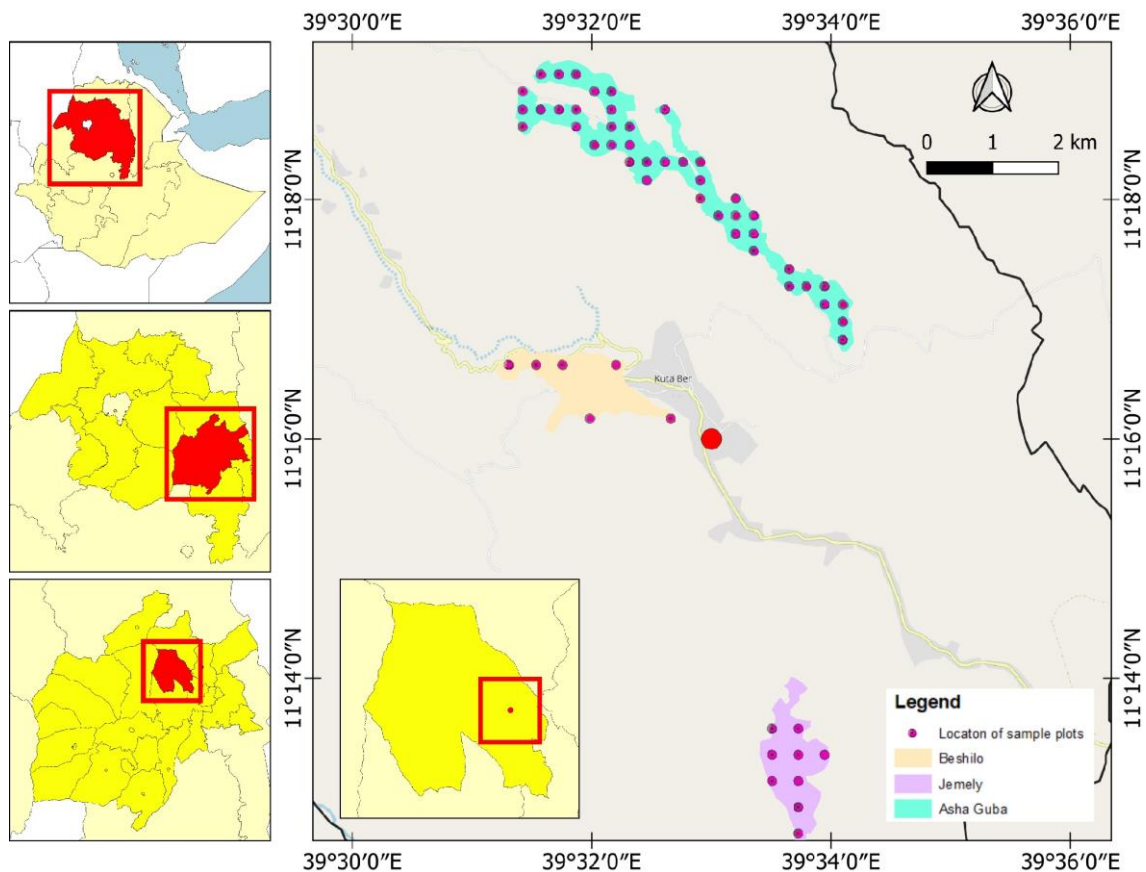 39°30′0″E 39°32′0″E 39°34′0″E 39°36′0″E
0 1 2 km
11°18′0″N 11°18′0″N
Kuta Ber
11°16′0″N 11°16′0″N
11°14′0″N 11°14′0″N
Legend
Locaton of sample plots
Beshilo
Jemely
Asha Guba
39°30′0″E 39°32′0″E 39°34′0″E 39°36′0″E